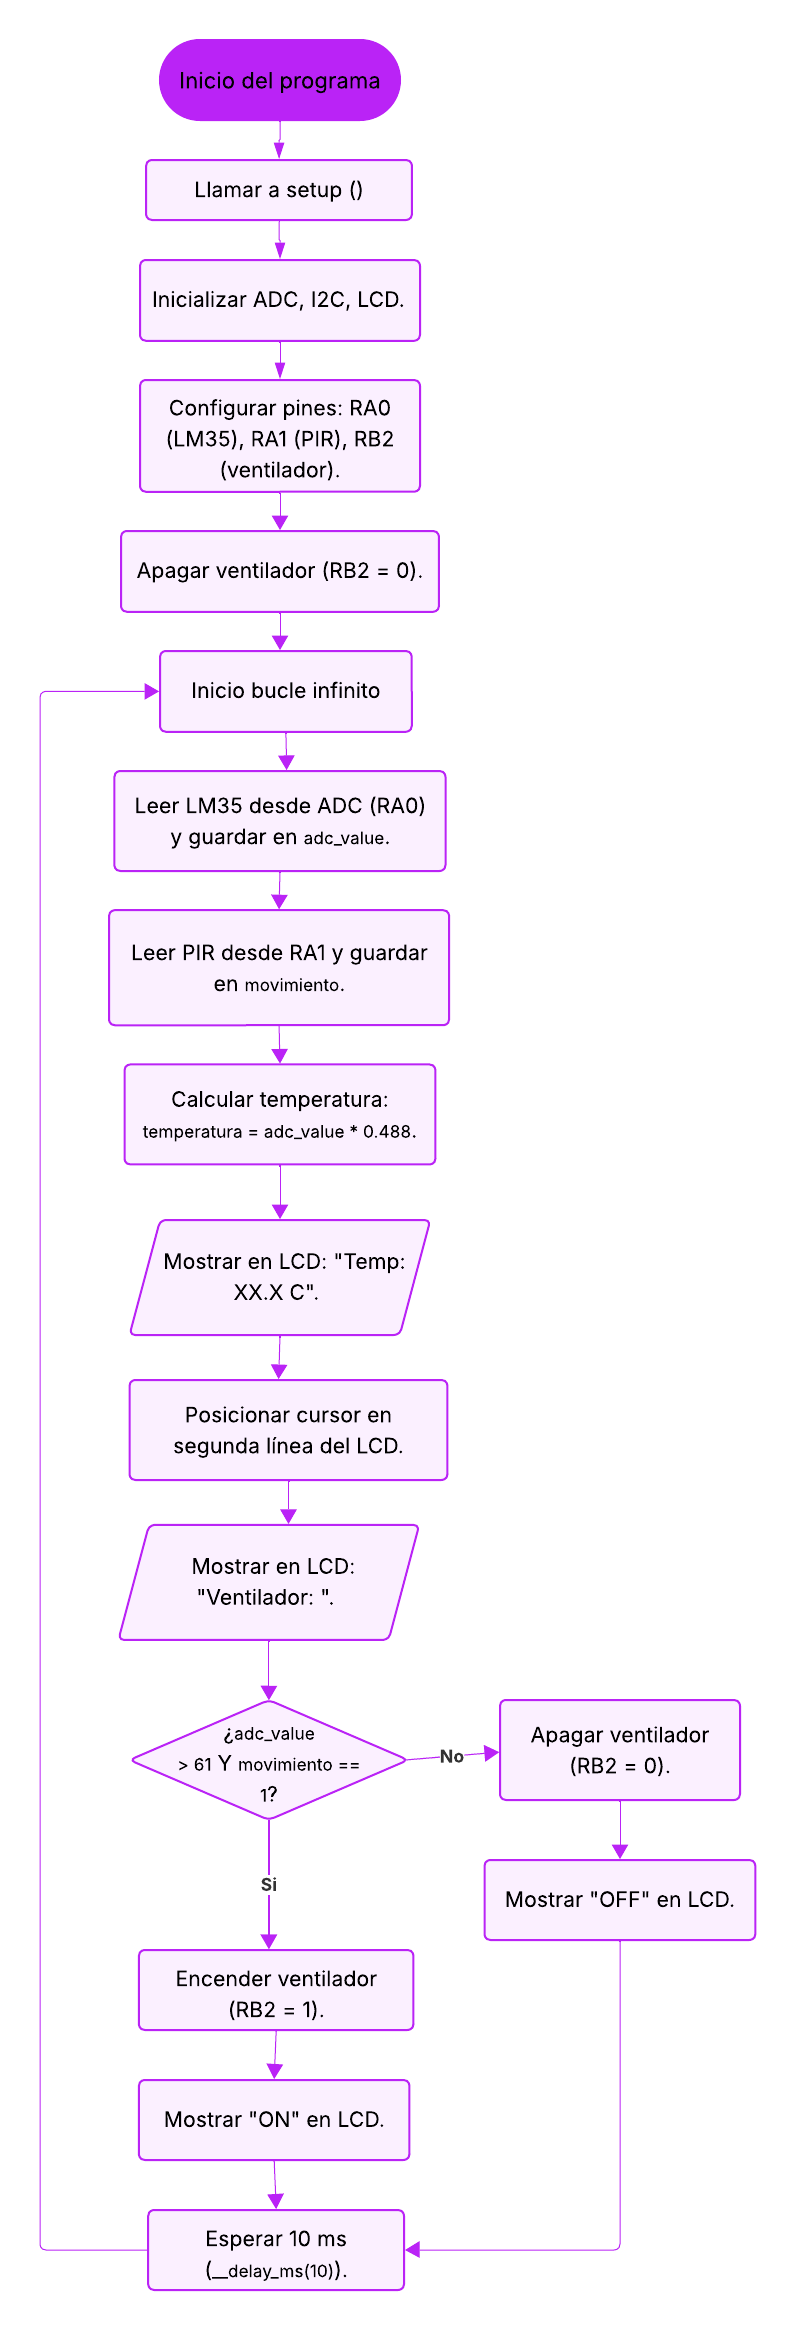 Inicio del programa
Llamar a setup ()
Inicializar ADC, I2C, LCD.
Configurar pines: RA0
(LM35), RA1 (PIR), RB2
(ventilador).
Apagar ventilador (RB2 = 0).
Inicio bucle infinito
Leer LM35 desde ADC (RA0)
y guardar en adc_value.
Leer PIR desde RA1 y guardar
en movimiento.
Calcular temperatura:
temperatura = adc_value * 0.488.
Mostrar en LCD: "Temp:
XX.X C".
Posicionar cursor en
segunda línea del LCD.
Mostrar en LCD:
"Ventilador: ".
¿adc_value
> 61 Y movimiento ==
1?
No
Apagar ventilador
(RB2 = 0).
Mostrar "OFF" en LCD.
Si
Encender ventilador
(RB2 = 1).
Mostrar "ON" en LCD.
Esperar 10 ms
(__delay_ms(10)).